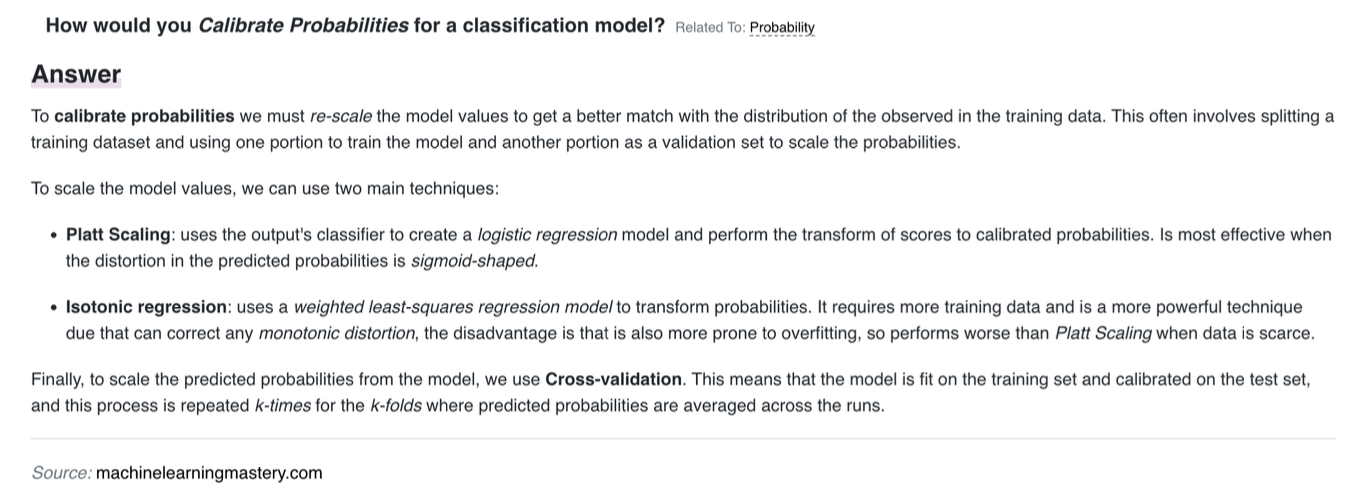 How would you Calibrate Probabilities for a classification model? Related To: Probability
Answer
To calibrate probabilities we must re-scale the model values to get a better match with the distribution of the observed in the training data. This often involves splitting a
training dataset and using one portion to train the model and another portion as a validation set to scale the probabilities.
To scale the model values, we can use two main techniques:
• Platt Scaling: uses the output's classifier to create a logistic regression model and perform the transform of scores to calibrated probabilities. Is most effective when
the distortion in the predicted probabilities is sigmoid-shaped.
• Isotonic regression: uses a weighted least-squares regression model to transform probabilities. It requires more training data and is a more powerful technique
due that can correct any monotonic distortion, the disadvantage is that is also more prone to overfitting, so performs worse than Platt Scaling when data is scarce.
Finally, to scale the predicted probabilities from the model, we use Cross-validation. This means that the model is fit on the training set and calibrated on the test set,
and this process is repeated k-times for the k-folds where predicted probabilities are averaged across the runs.
Source: machinelearningmastery.com